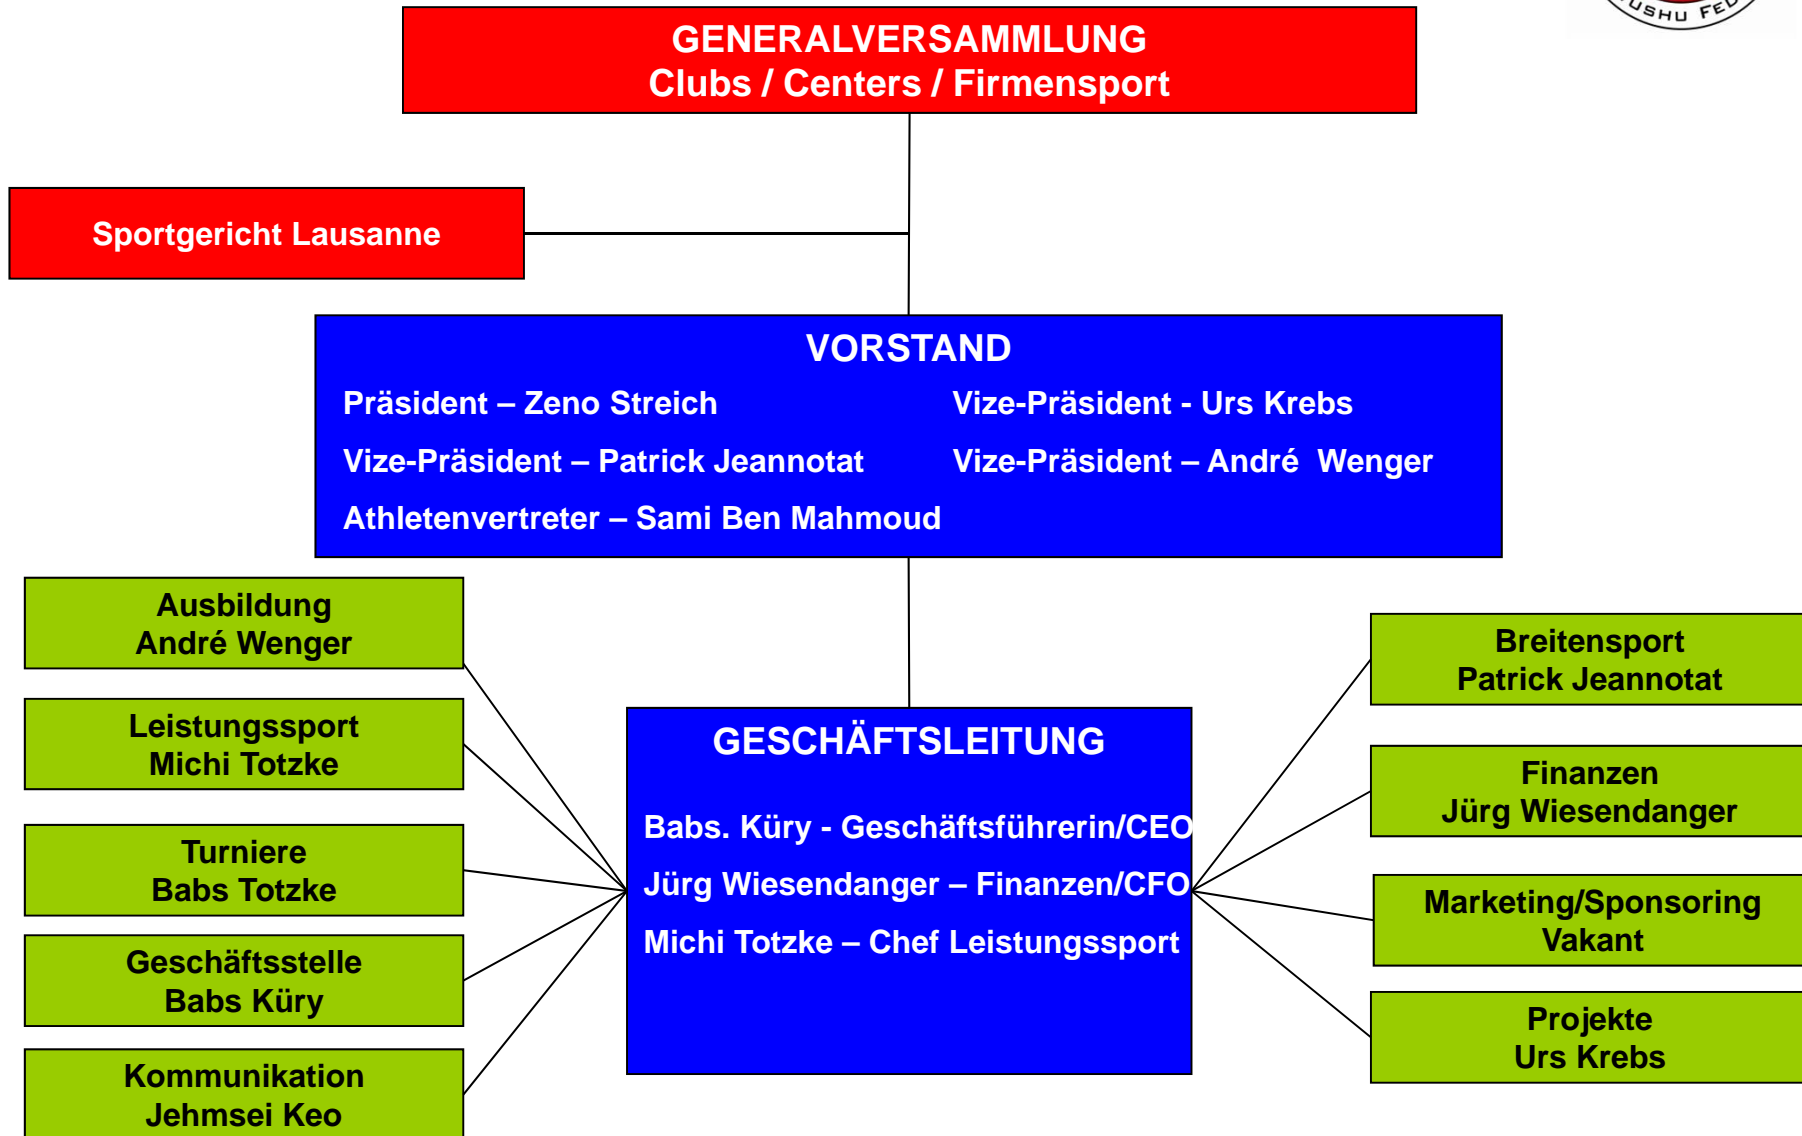 USHU FED
GENERALVERSAMMLUNG
Clubs / Centers / Firmensport
Sportgericht Lausanne
VORSTAND
Präsident – Zeno Streich
Vize-Präsident - Urs Krebs
Vize-Präsident – Patrick Jeannotat
Vize-Präsident – André  Wenger
Athletenvertreter – Sami Ben Mahmoud
Ausbildung
André Wenger
Leistungssport
Michi Totzke
Turniere
Babs Totzke
Geschäftsstelle
Babs Küry
Kommunikation
Jehmsei Keo
GESCHÄFTSLEITUNG
Babs. Küry - Geschäftsführerin/CEO
Jürg Wiesendanger – Finanzen/CFO
Michi Totzke – Chef Leistungssport
Breitensport
Patrick Jeannotat
Finanzen
Jürg Wiesendanger
Marketing/Sponsoring
Vakant
Projekte
Urs Krebs